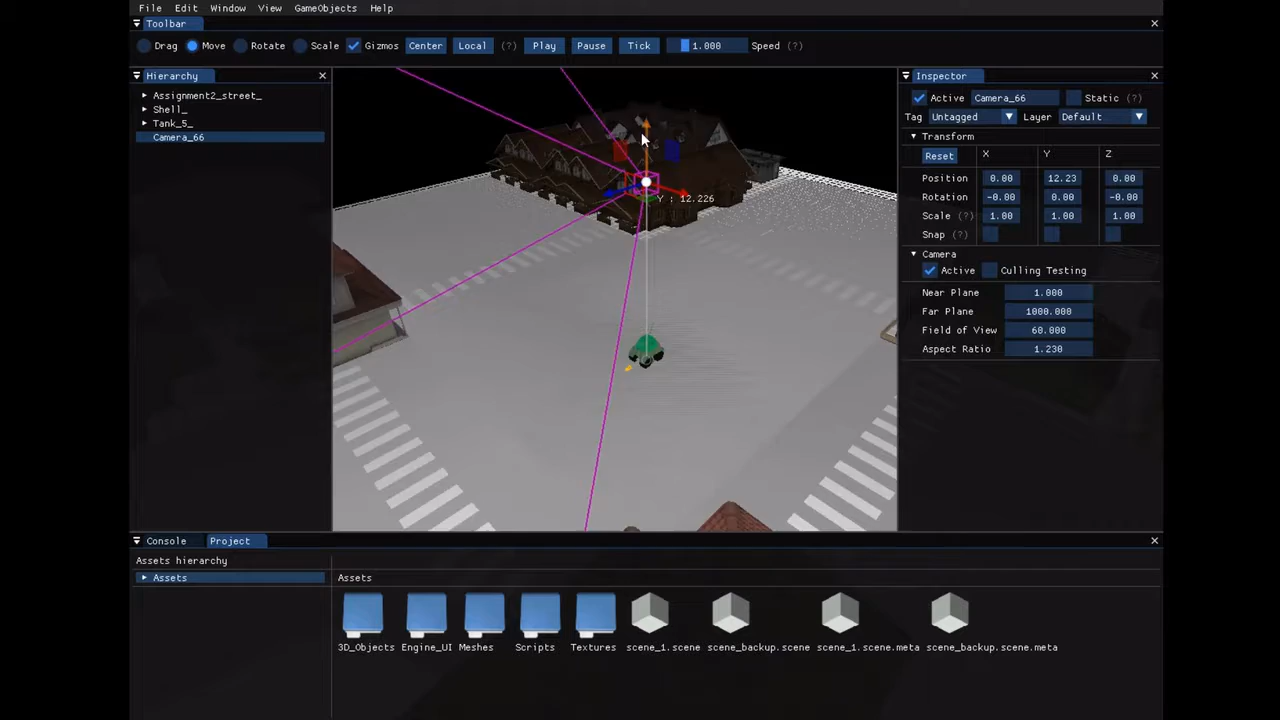 File Edit Window View GameObjects Help
Toolbar
Drag Move Rotate Scale Gizmos Center Local (?) Play Pause Tick 1.000 Speed (?)
Hierarchy
Assignment2_street_
Shell_
Tank_5_
Camera_66
Y : 12.226
Inspector
Active Camera_66 Static (?)
Tag Untagged Layer Default
Transform
Reset X Y Z
Position 0.00 12.23 0.00
Rotation -0.00 0.00 -0.00
Scale (?) 1.00 1.00 1.00
Snap (?)
Camera
Active Culling Testing
Near Plane 1.000
Far Plane 1000.000
Field of View 60.000
Aspect Ratio 1.230
Console Project
Assets hierarchy
Assets
Assets
3D_Objects Engine_UI Meshes Scripts Textures scene_1.scene scene_backup.scene scene_1.scene.meta scene_backup.scene.meta